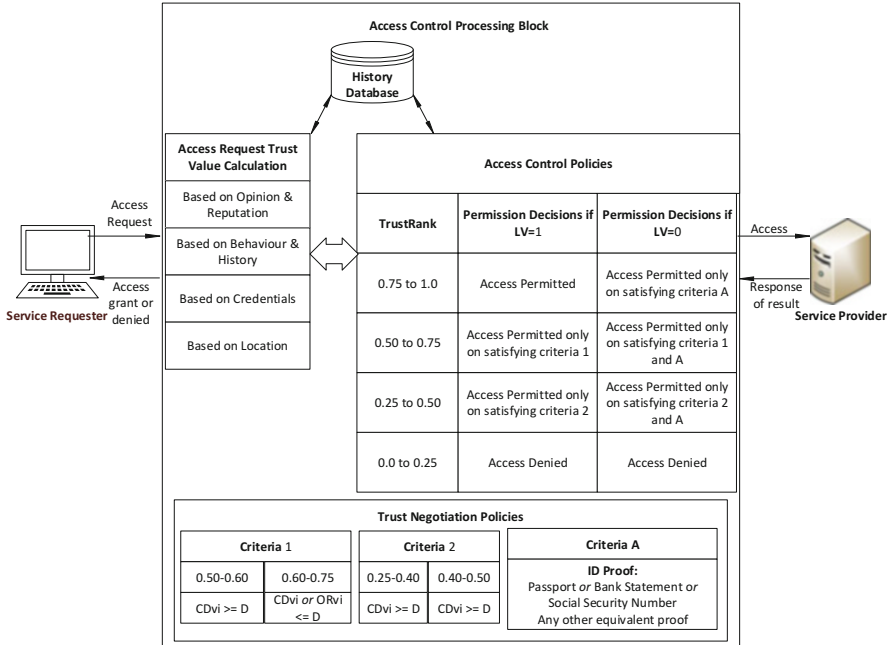 Access Control Processing Block
History
Database
Access Request Trust
Value Calculation
Based on Opinion &
Reputation
Based on Behaviour &
History
Based on Credentials
Based on Location
Access
Request
Access
grant or
denied
Service Requester
Access Control Policies
TrustRank
Permission Decisions if
LV=1
Permission Decisions if
LV=0
0.75 to 1.0
Access Permitted
Access Permitted only
on satisfying criteria A
0.50 to 0.75
Access Permitted only
on satisfying criteria 1
Access Permitted only
on satisfying criteria 1
and A
0.25 to 0.50
Access Permitted only
on satisfying criteria 2
Access Permitted only
on satisfying criteria 2
and A
0.0 to 0.25
Access Denied
Access Denied
Access
Response
of result
Service Provider
Trust Negotiation Policies
Criteria 1
0.50-0.60
0.60-0.75
CDvi >= D
CDvi or ORvi
<= D
Criteria 2
0.25-0.40
0.40-0.50
CDvi >= D
CDvi >= D
Criteria A
ID Proof:
Passport or Bank Statement or
Social Security Number
Any other equivalent proof